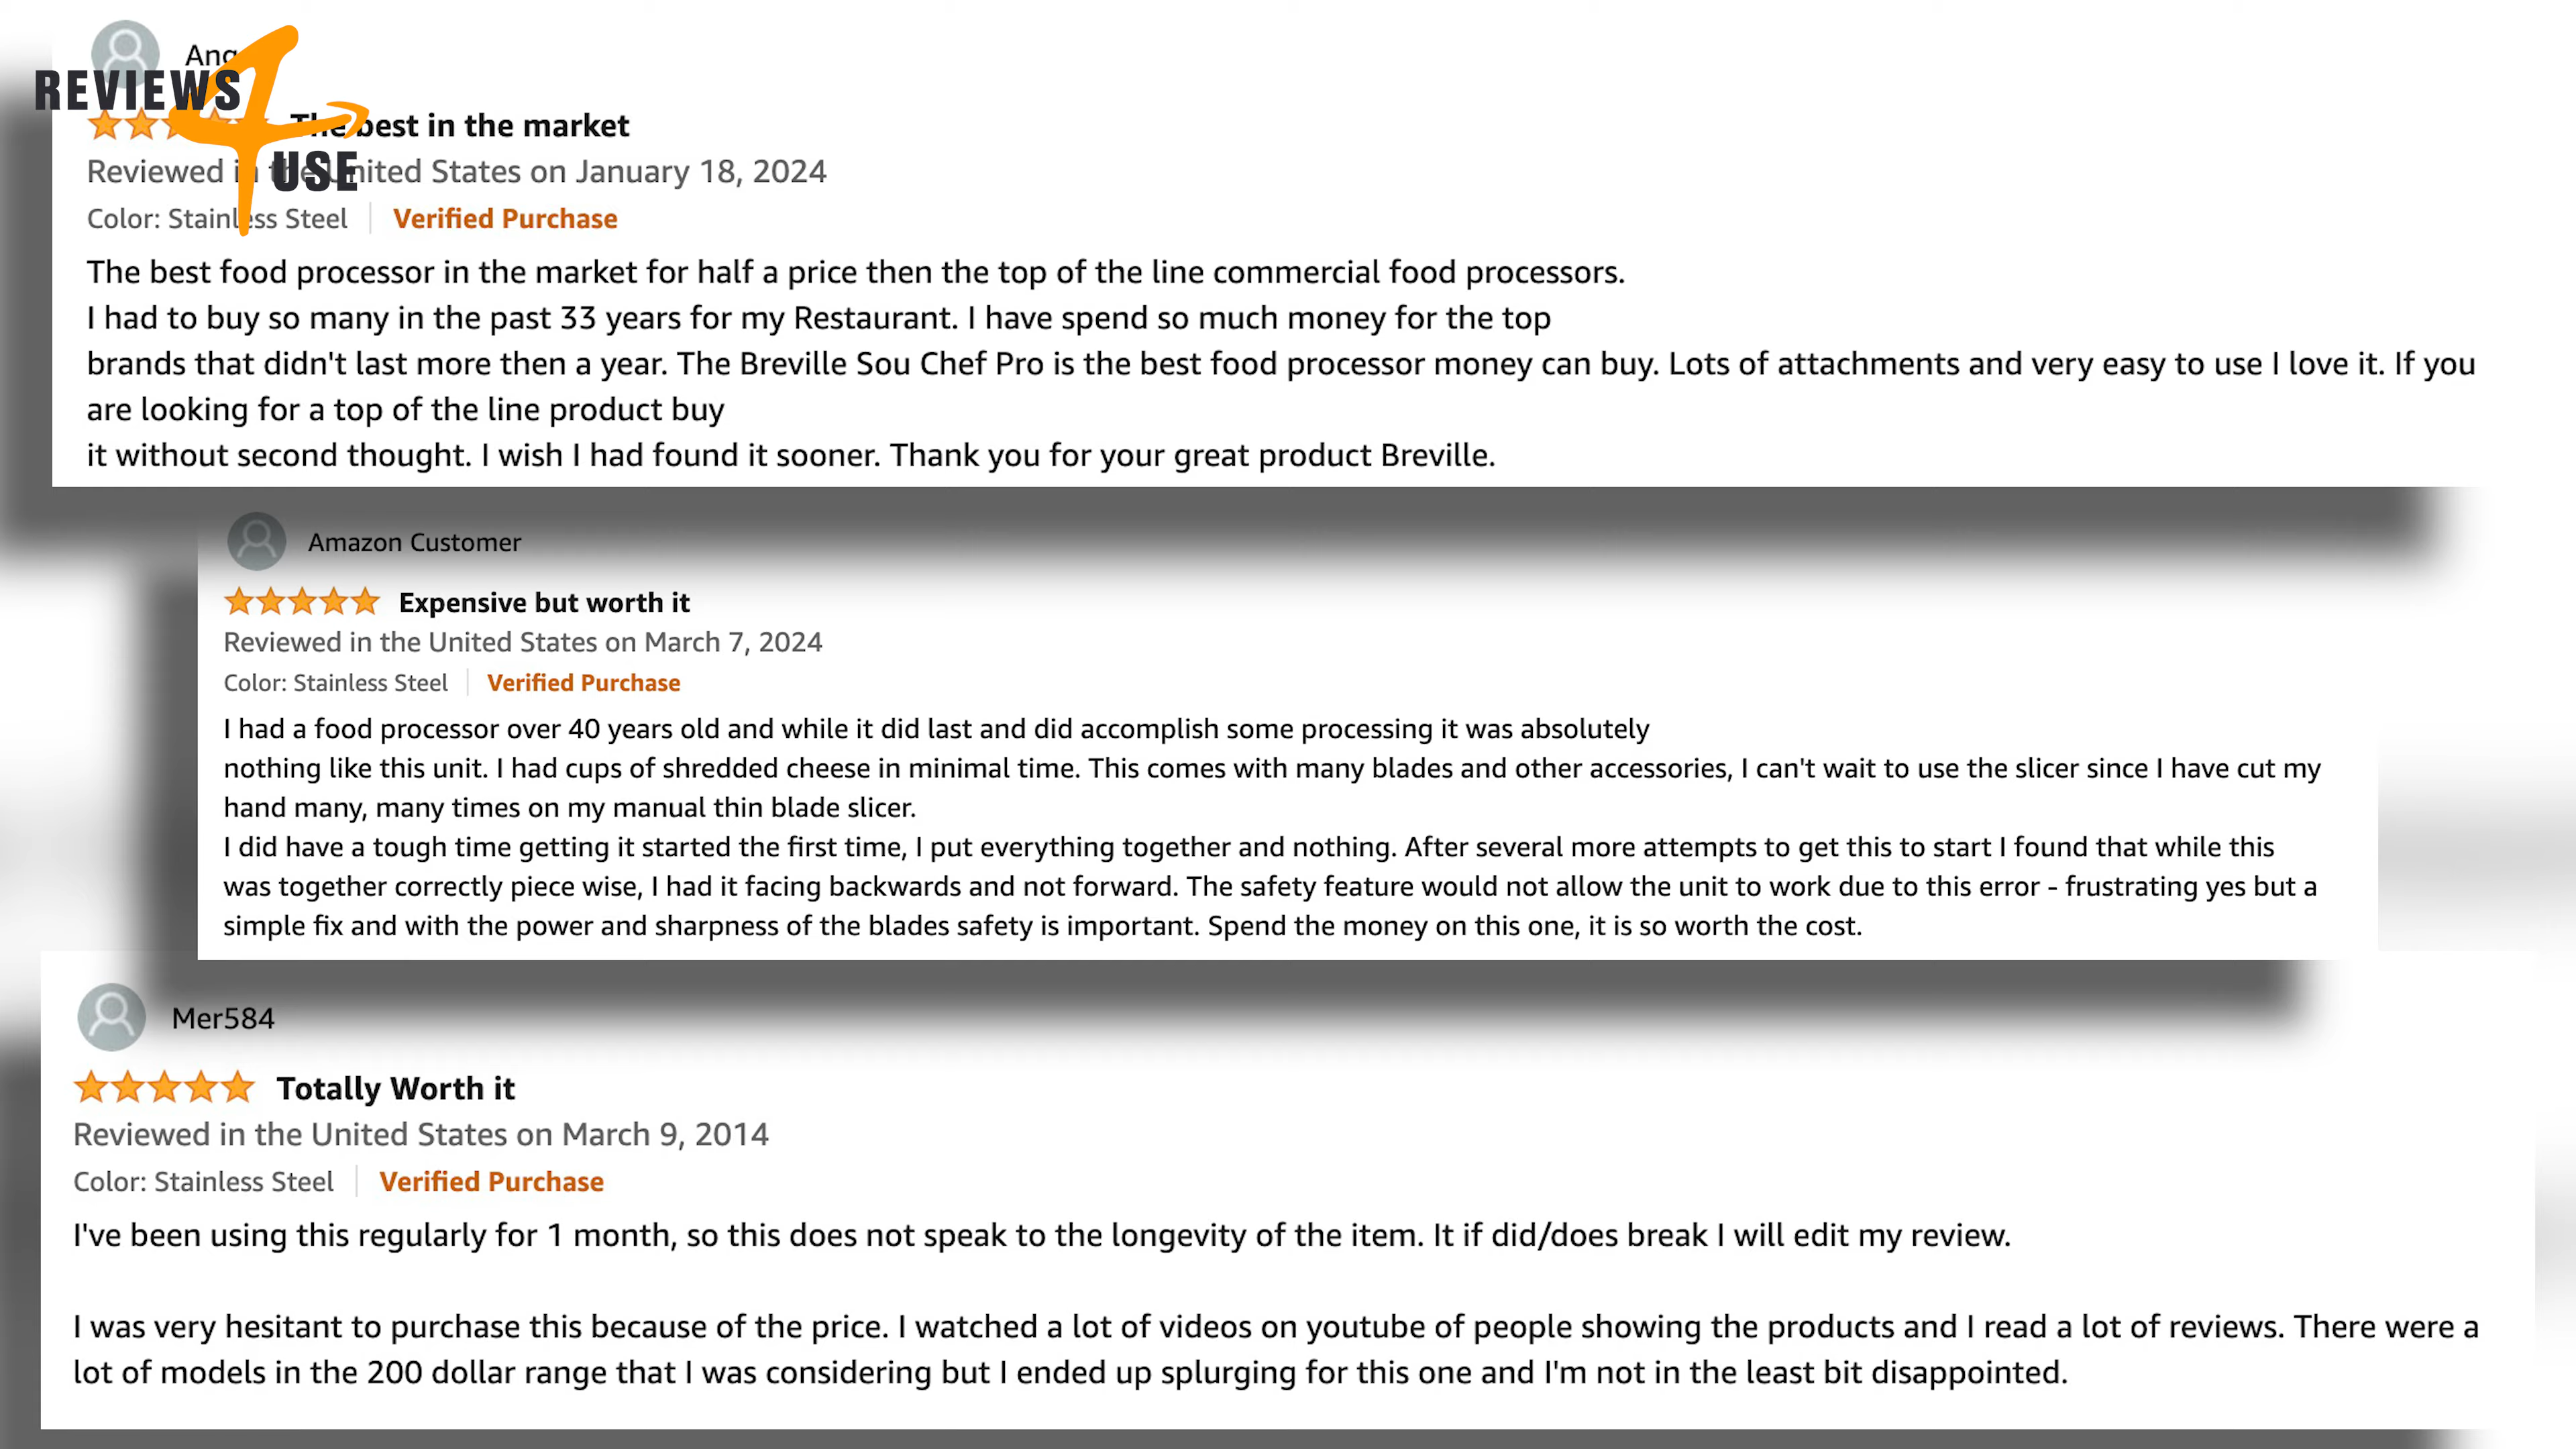 REVIEWS 4 USE
The best in the market
Reviewed in the United States on January 18, 2024
Color: Stainless Steel Verified Purchase
The best food processor in the market for half a price then the top of the line commercial food processors.
I had to buy so many in the past 33 years for my Restaurant. I have spend so much money for the top
brands that didn't last more then a year. The Breville Sou Chef Pro is the best food processor money can buy. Lots of attachments and very easy to use I love it. If you
are looking for a top of the line product buy
it without second thought. I wish I had found it sooner. Thank you for your great product Breville.
Amazon Customer
Expensive but worth it
Reviewed in the United States on March 7, 2024
Color: Stainless Steel Verified Purchase
I had a food processor over 40 years old and while it did last and did accomplish some processing it was absolutely
nothing like this unit. I had cups of shredded cheese in minimal time. This comes with many blades and other accessories, I can't wait to use the slicer since I have cut my
hand many, many times on my manual thin blade slicer.
I did have a tough time getting it started the first time, I put everything together and nothing. After several more attempts to get this to start I found that while this
was together correctly piece wise, I had it facing backwards and not forward. The safety feature would not allow the unit to work due to this error - frustrating yes but a
simple fix and with the power and sharpness of the blades safety is important. Spend the money on this one, it is so worth the cost.
Mer584
Totally Worth it
Reviewed in the United States on March 9, 2014
Color: Stainless Steel Verified Purchase
I've been using this regularly for 1 month, so this does not speak to the longevity of the item. It if did/does break I will edit my review.
I was very hesitant to purchase this because of the price. I watched a lot of videos on youtube of people showing the products and I read a lot of reviews. There were a
lot of models in the 200 dollar range that I was considering but I ended up splurging for this one and I'm not in the least bit disappointed.